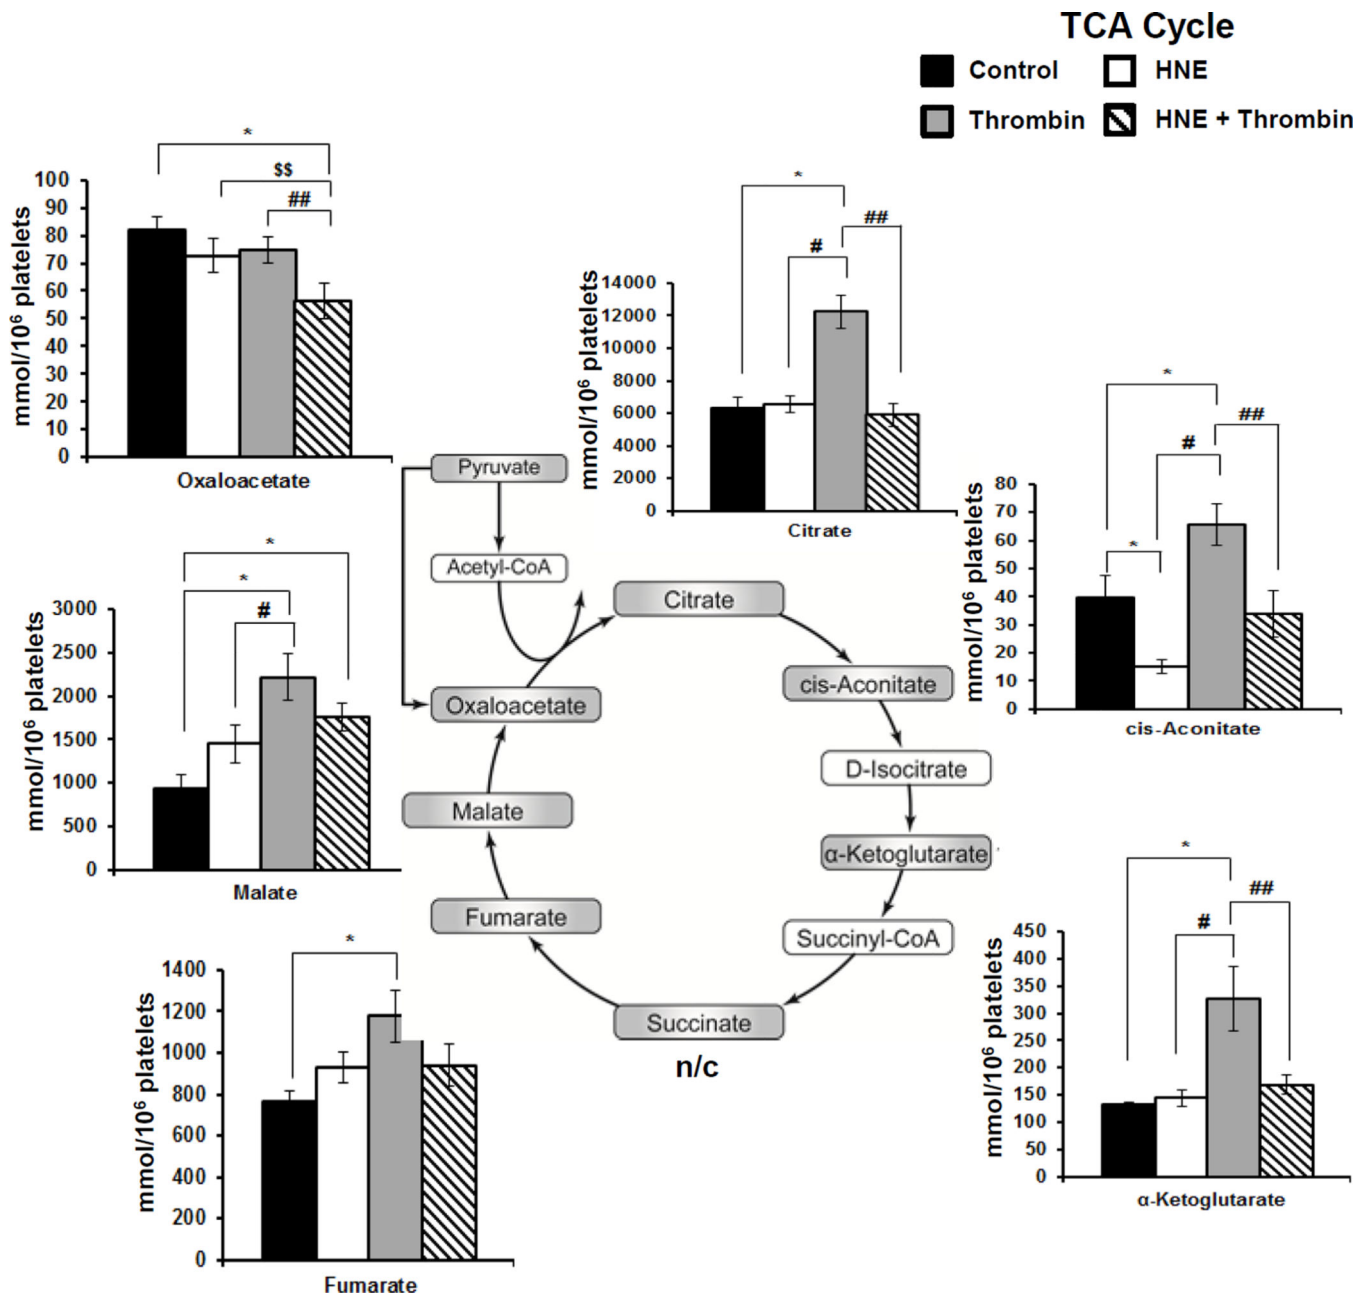 TCA Cycle
Control
HNE
Thrombin
HNE + Thrombin
*
$$
##
100
90
80
70
60
50
40
30
20
10
0
mmol/10⁶ platelets
Oxaloacetate
*
##
#
14000
12000
10000
8000
6000
4000
2000
0
mmol/10⁶ platelets
Citrate
*
##
#
*
80
70
60
50
40
30
20
10
0
mmol/10⁶ platelets
cis-Aconitate
*
*
#
3000
2500
2000
1500
1000
500
0
mmol/10⁶ platelets
Malate
Pyruvate
Acetyl-CoA
Citrate
cis-Aconitate
D-Isocitrate
α-Ketoglutarate
Succinyl-CoA
Succinate
n/c
Fumarate
Malate
Oxaloacetate
*
##
#
450
400
350
300
250
200
150
100
50
0
mmol/10⁶ platelets
α-Ketoglutarate
*
1400
1200
1000
800
600
400
200
0
mmol/10⁶ platelets
Fumarate